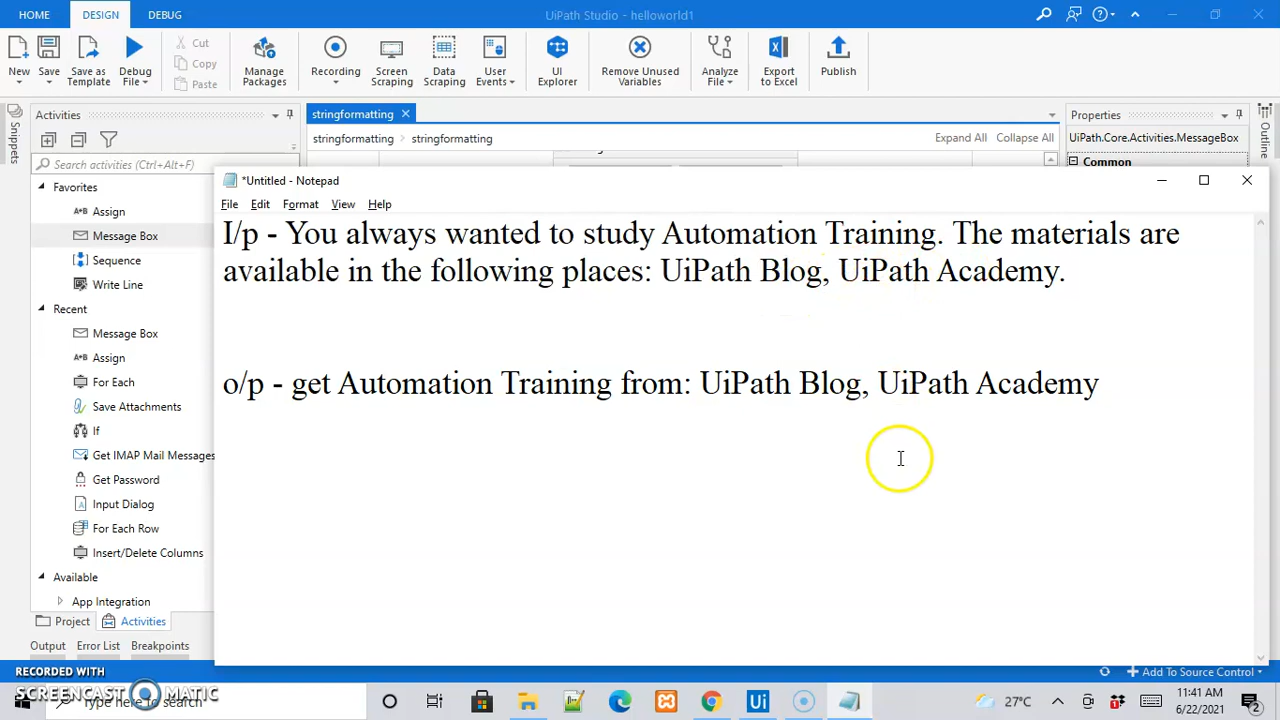 HOME DESIGN DEBUG UiPath Studio - helloworld1
New Save Save as Template Debug File Cut Copy Paste Manage Packages Recording Screen Scraping Data Scraping User Events UI Explorer Remove Unused Variables Analyze File Export to Excel Publish
Snippets
Activities
Search activities (Ctrl+Alt+F)
Favorites
Assign
Message Box
Sequence
Write Line
Recent
Message Box
Assign
For Each
Save Attachments
If
Get IMAP Mail Messages
Get Password
Input Dialog
For Each Row
Insert/Delete Columns
Available
App Integration
Project Activities
Output Error List Breakpoints
stringformatting
stringformatting > stringformatting Expand All Collapse All
Properties
UiPath.Core.Activities.MessageBox
Common
Outline
*Untitled - Notepad
File Edit Format View Help
I/p - You always wanted to study Automation Training. The materials are
available in the following places: UiPath Blog, UiPath Academy.
o/p - get Automation Training from: UiPath Blog, UiPath Academy
RECORDED WITH
SCREENCAST MATIC
Add To Source Control
Type here to search
Ui
27°C
11:41 AM
6/22/2021
2